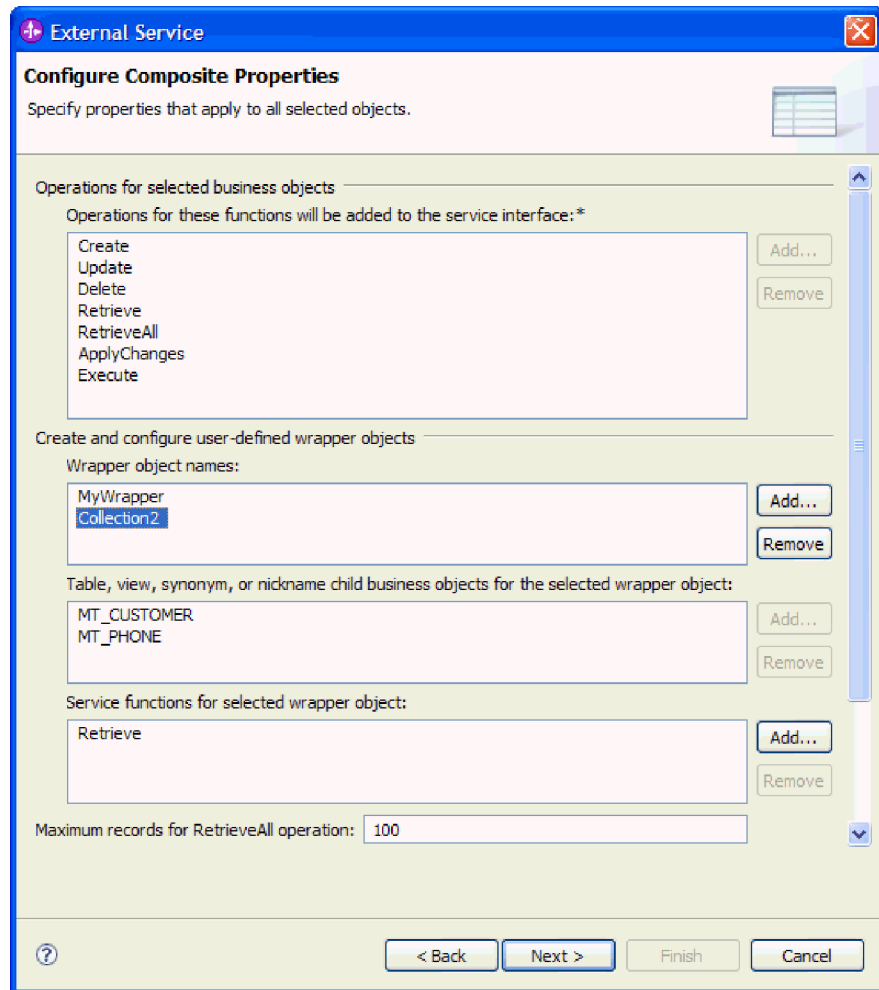 External Service
Configure Composite Properties
Specify properties that apply to all selected objects.
Operations for selected business objects
Operations for these functions will be added to the service interface:*
Create
Update
Delete
Retrieve
RetrieveAll
ApplyChanges
Execute
Add...
Remove
Create and configure user-defined wrapper objects
Wrapper object names:
MyWrapper
Collection2
Add...
Remove
Table, view, synonym, or nickname child business objects for the selected wrapper object:
MT_CUSTOMER
MT_PHONE
Add...
Remove
Service functions for selected wrapper object:
Retrieve
Add...
Remove
Maximum records for RetrieveAll operation: 100
? < Back Next > Finish Cancel